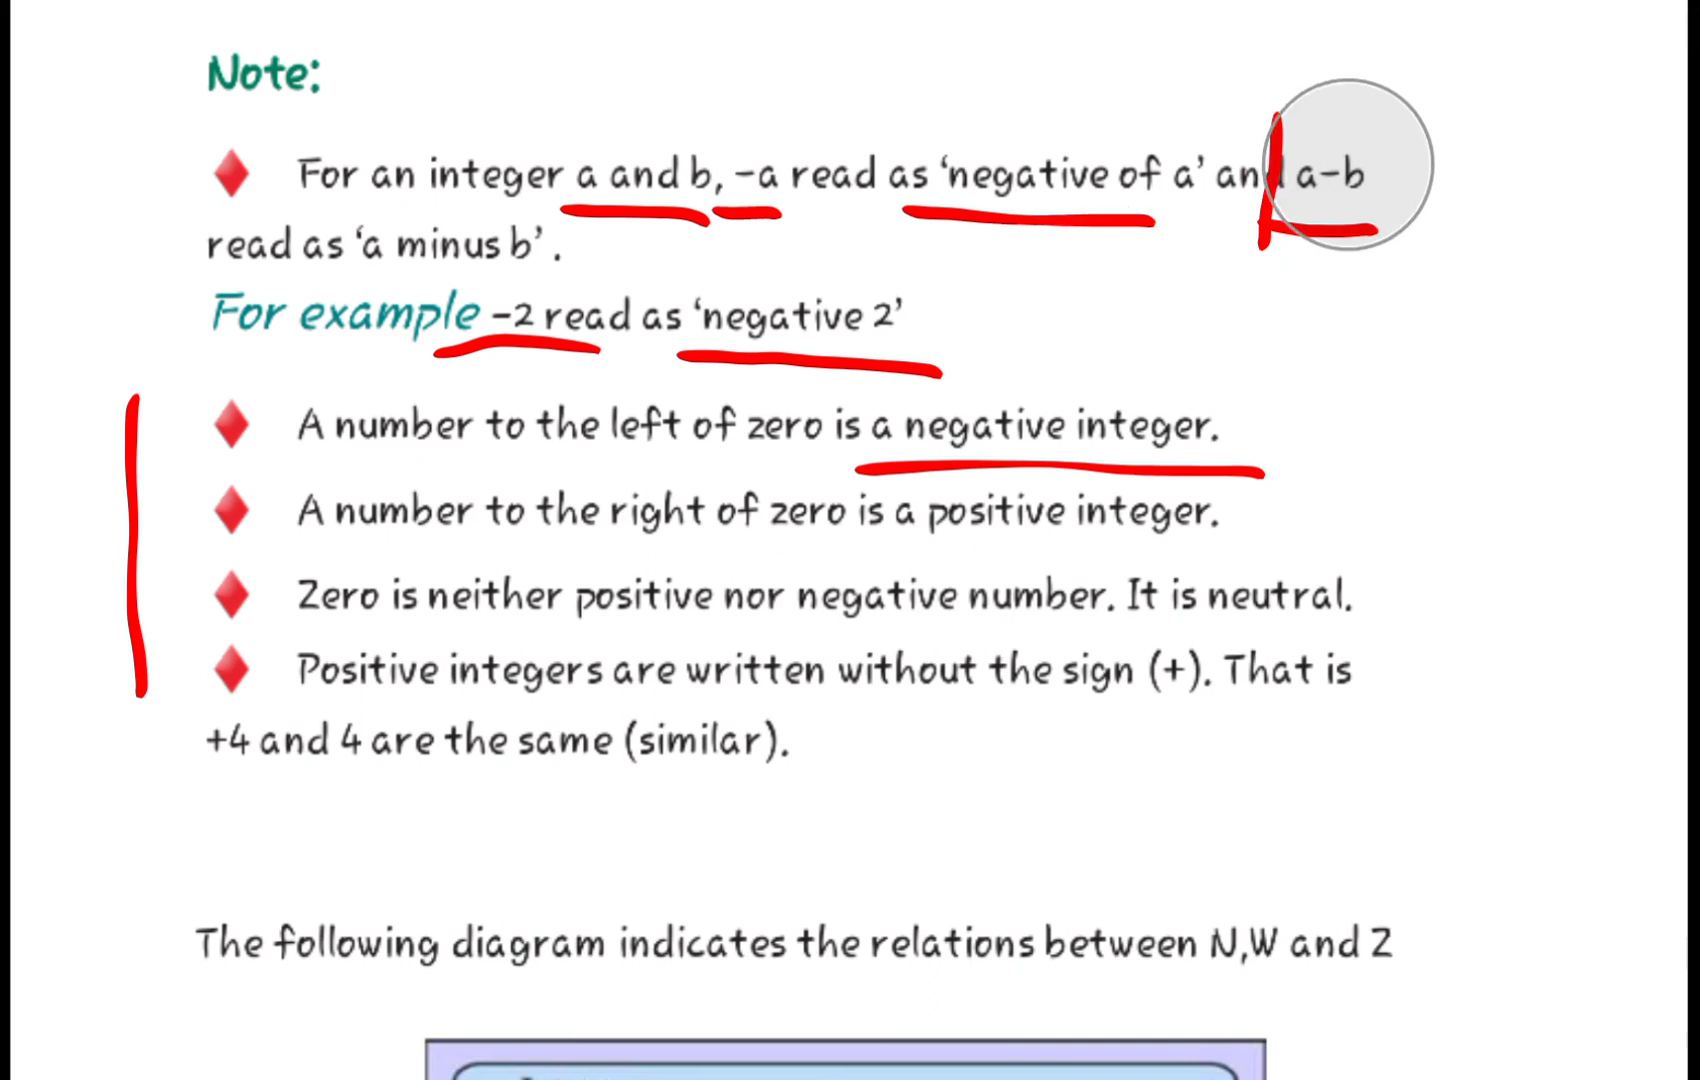 Note:
For an integer a and b, -a read as ‘negative of a’ and a-b
read as ‘a minus b’ .
For example -2 read as ‘negative 2’
A number to the left of zero is a negative integer.
A number to the right of zero is a positive integer.
Zero is neither positive nor negative number. It is neutral.
Positive integers are written without the sign (+). That is
+4 and 4 are the same (similar).
The following diagram indicates the relations between N,W and Z